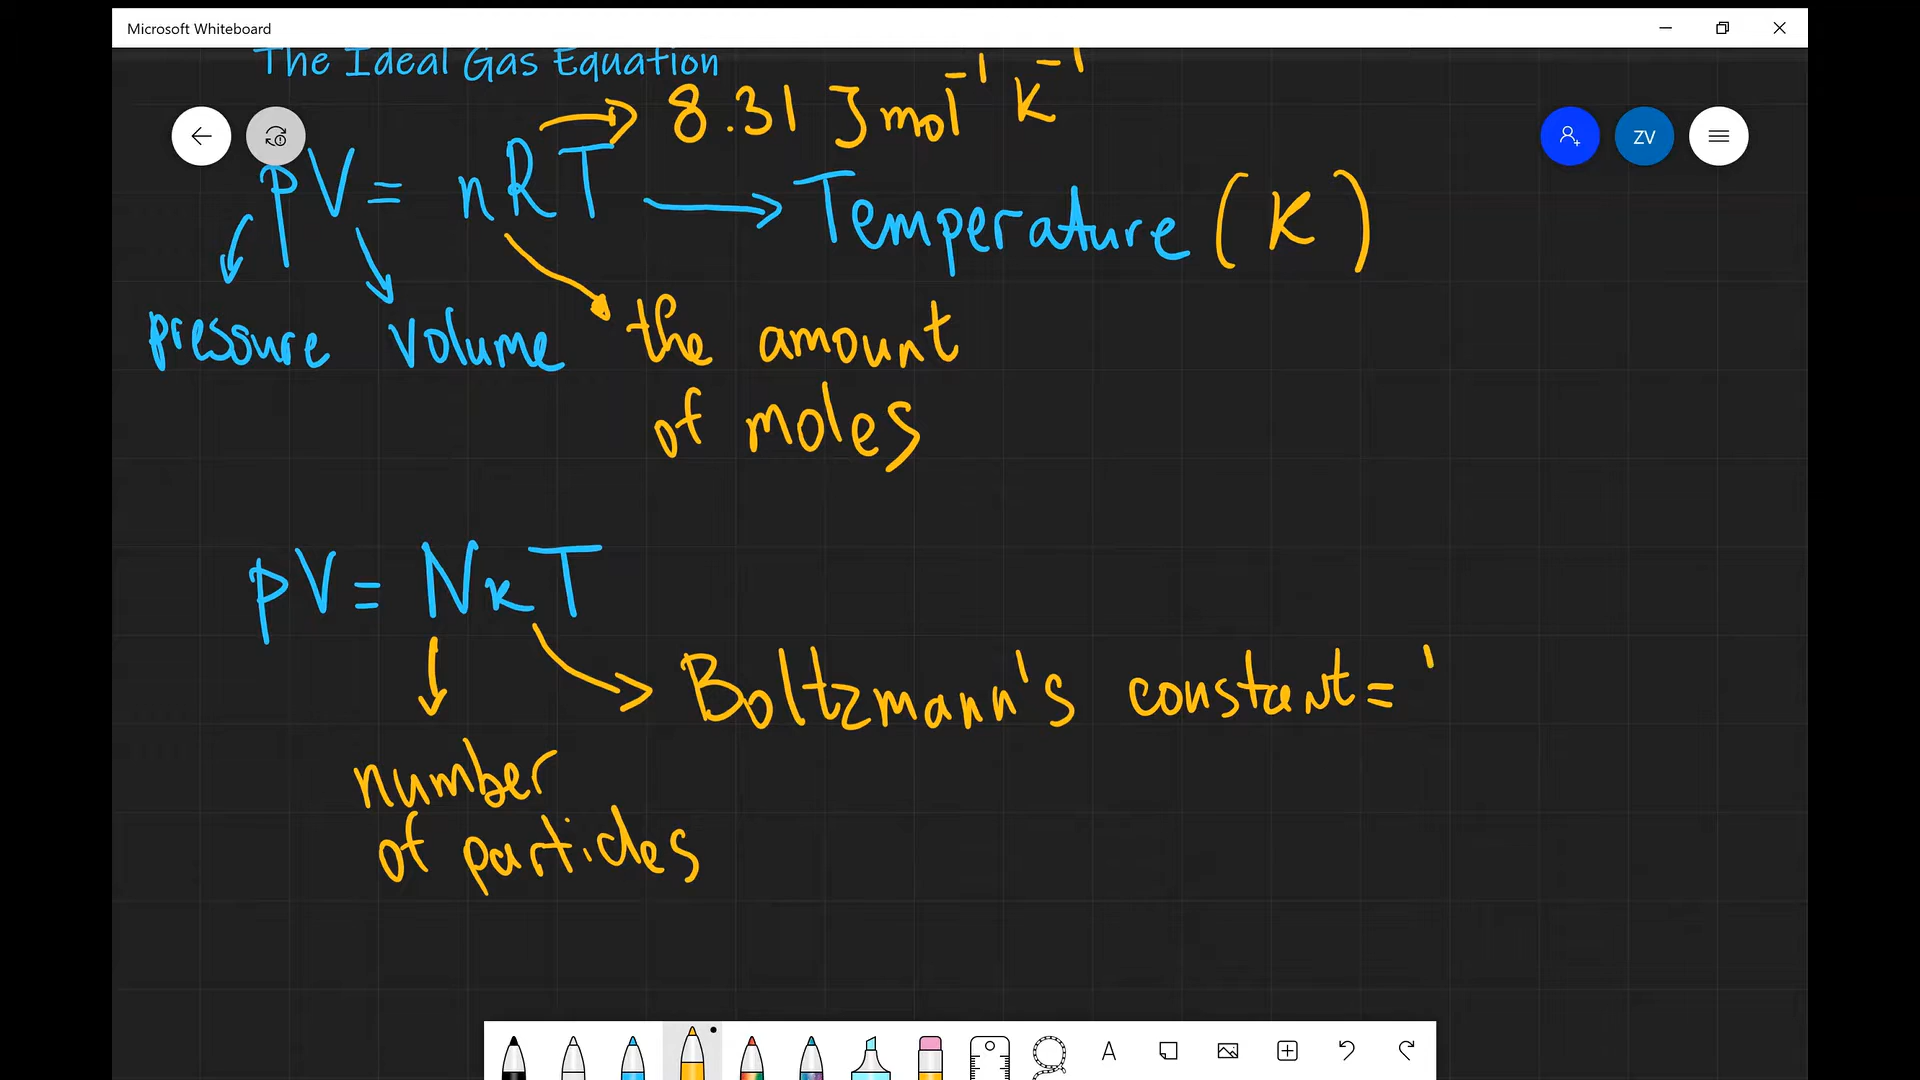 Microsoft Whiteboard
The Ideal Gas Equation
8.31 J mol⁻¹ K⁻¹
ZV
pV = nRT
Temperature (K)
pressure volume the amount
of moles
pV = NkT
Boltzmann's constant = '
number
of particles
A